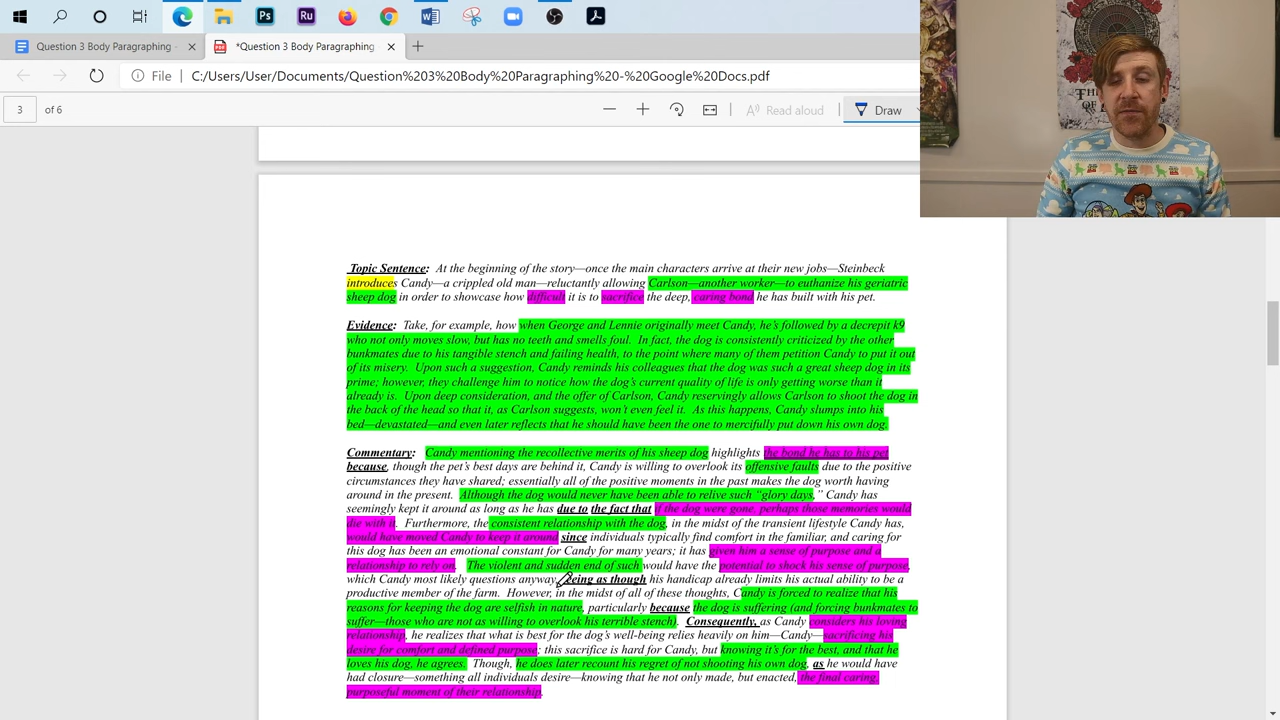 Question 3 Body Paragraphing -
*Question 3 Body Paragraphing
File
C:/Users/User/Documents/Question%203%20Body%20Paragraphing%20-%20Google%20Docs.pdf
3 of 6
Read aloud
Draw
Topic Sentence: At the beginning of the story—once the main characters arrive at their new jobs—Steinbeck
introduces Candy—a crippled old man—reluctantly allowing Carlson—another worker—to euthanize his geriatric
sheep dog in order to showcase how difficult it is to sacrifice the deep, caring bond he has built with his pet.
Evidence: Take, for example, how when George and Lennie originally meet Candy, he's followed by a decrepit k9
who not only moves slow, but has no teeth and smells foul. In fact, the dog is consistently criticized by the other
bunkmates due to his tangible stench and failing health, to the point where many of them petition Candy to put it out
of its misery. Upon such a suggestion, Candy reminds his colleagues that the dog was such a great sheep dog in its
prime; however, they challenge him to notice how the dog's current quality of life is only getting worse than it
already is. Upon deep consideration, and the offer of Carlson, Candy reservingly allows Carlson to shoot the dog in
the back of the head so that it, as Carlson suggests, won't even feel it. As this happens, Candy slumps into his
bed—devastated—and even later reflects that he should have been the one to mercifully put down his own dog.
Commentary: Candy mentioning the recollective merits of his sheep dog highlights the bond he has to his pet
because, though the pet's best days are behind it, Candy is willing to overlook its offensive faults due to the positive
circumstances they have shared; essentially all of the positive moments in the past makes the dog worth having
around in the present. Although the dog would never have been able to relive such "glory days," Candy has
seemingly kept it around as long as he has due to the fact that if the dog were gone, perhaps those memories would
die with it. Furthermore, the consistent relationship with the dog, in the midst of the transient lifestyle Candy has,
would have moved Candy to keep it around since individuals typically find comfort in the familiar, and caring for
this dog has been an emotional constant for Candy for many years; it has given him a sense of purpose and a
relationship to rely on. The violent and sudden end of such would have the potential to shock his sense of purpose,
which Candy most likely questions anyway being as though his handicap already limits his actual ability to be a
productive member of the farm. However, in the midst of all of these thoughts, Candy is forced to realize that his
reasons for keeping the dog are selfish in nature, particularly because the dog is suffering (and forcing bunkmates to
suffer—those who are not as willing to overlook his terrible stench). Consequently, as Candy considers his loving
relationship, he realizes that what is best for the dog's well-being relies heavily on him—Candy—sacrificing his
desire for comfort and defined purpose; this sacrifice is hard for Candy, but knowing it's for the best, and that he
loves his dog, he agrees. Though, he does later recount his regret of not shooting his own dog, as he would have
had closure—something all individuals desire—knowing that he not only made, but enacted, the final caring,
purposeful moment of their relationship.